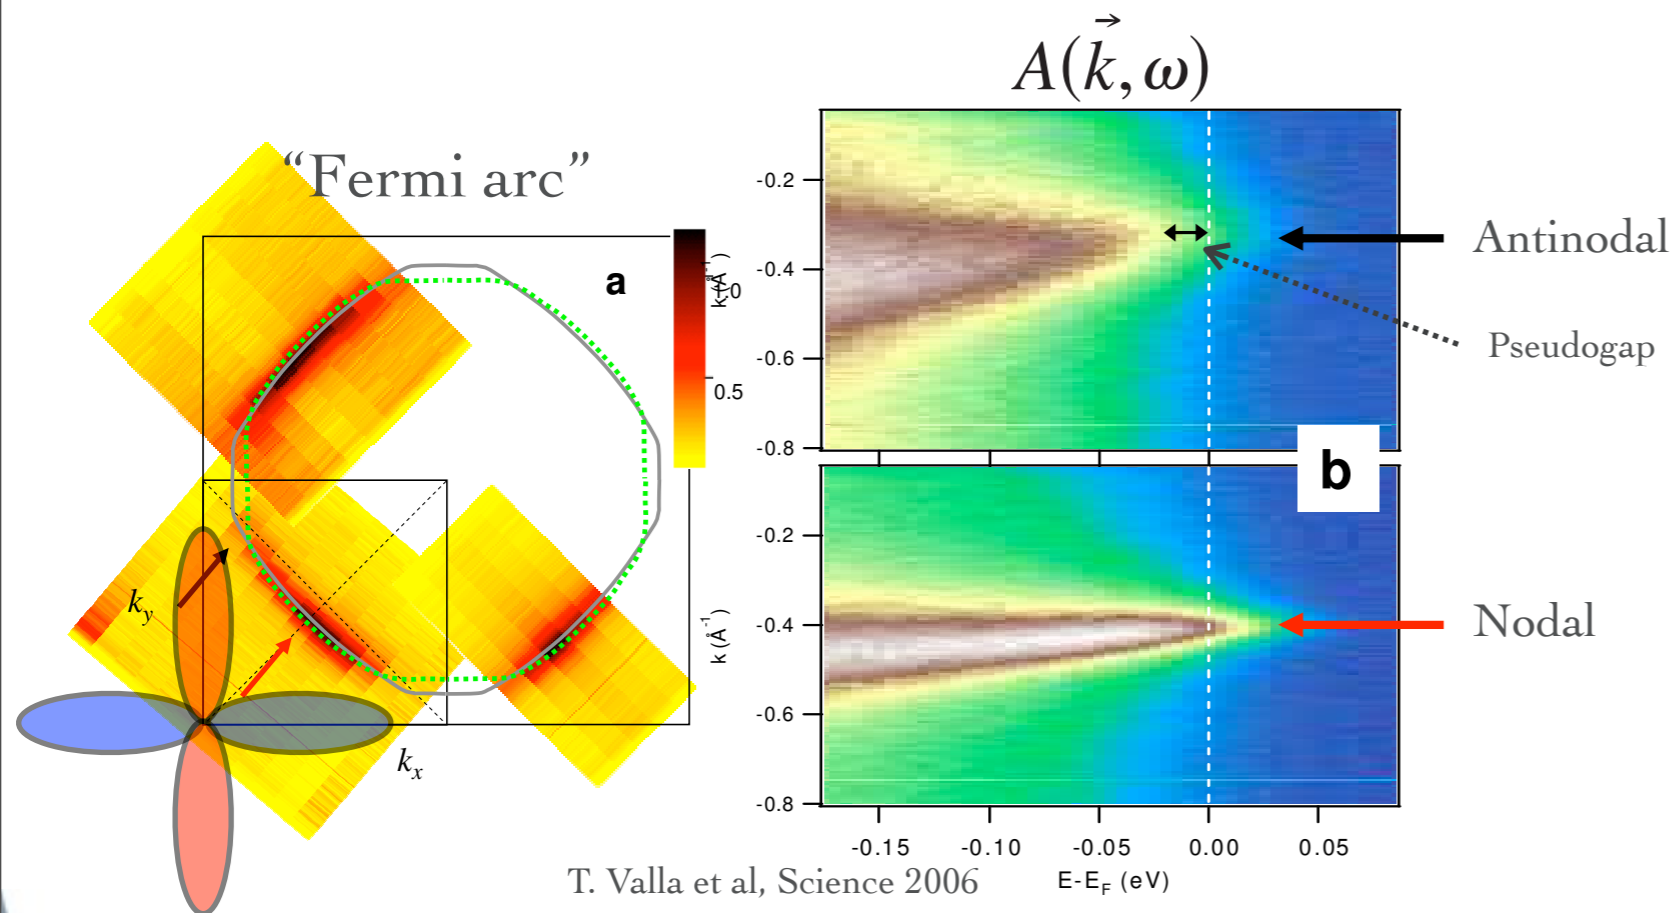 A(k⃗, ω)
“Fermi arc”
a
k (Å⁻¹)
1.0
0.5
k_y
k_x
-0.2
-0.4
-0.6
-0.8
Antinodal
Pseudogap
b
k (Å⁻¹)
-0.2
-0.4
-0.6
-0.8
Nodal
-0.15 -0.10 -0.05 0.00 0.05
E-E_F (eV)
T. Valla et al, Science 2006